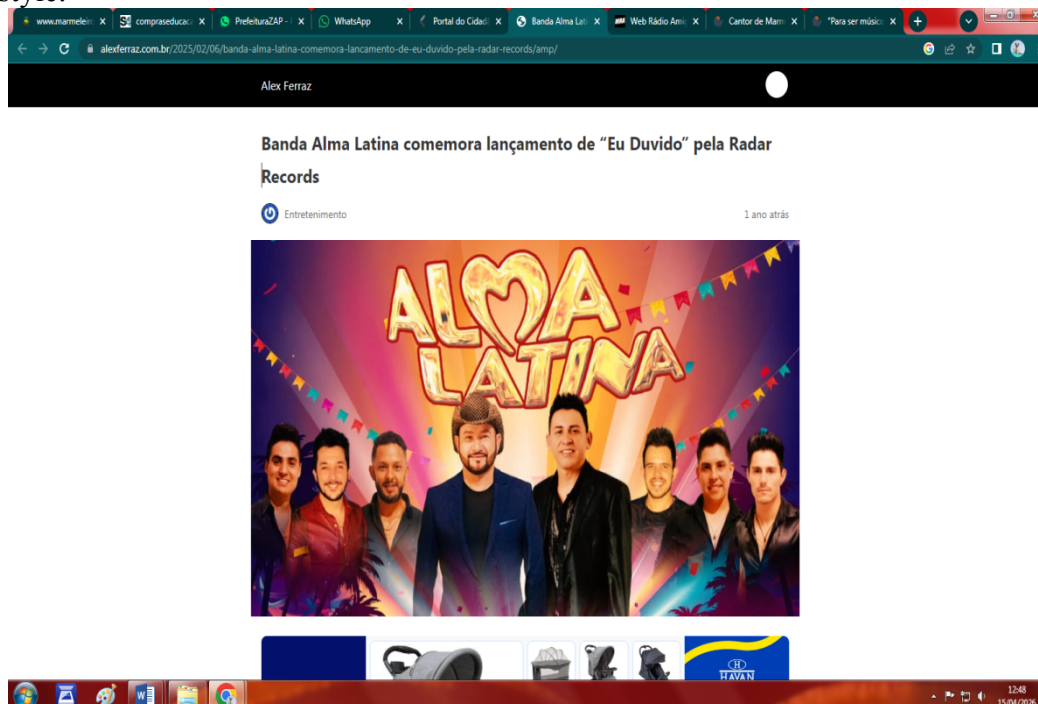 style.
www.marmeleiro
compraseduca
PrefeituraZAP -
WhatsApp
Portal do Cidad
Banda Alma Lati
Web Rádio Ami
Cantor de Marm
"Para ser músico
alexferraz.com.br/2025/02/06/banda-alma-latina-comemora-lancamento-de-eu-duvido-pela-radar-records/amp/
Alex Ferraz
Banda Alma Latina comemora lançamento de “Eu Duvido” pela Radar
Records
Entretenimento
1 ano atrás
ALMA
LATINA
H
HAVAN
12:48
15/04/2026